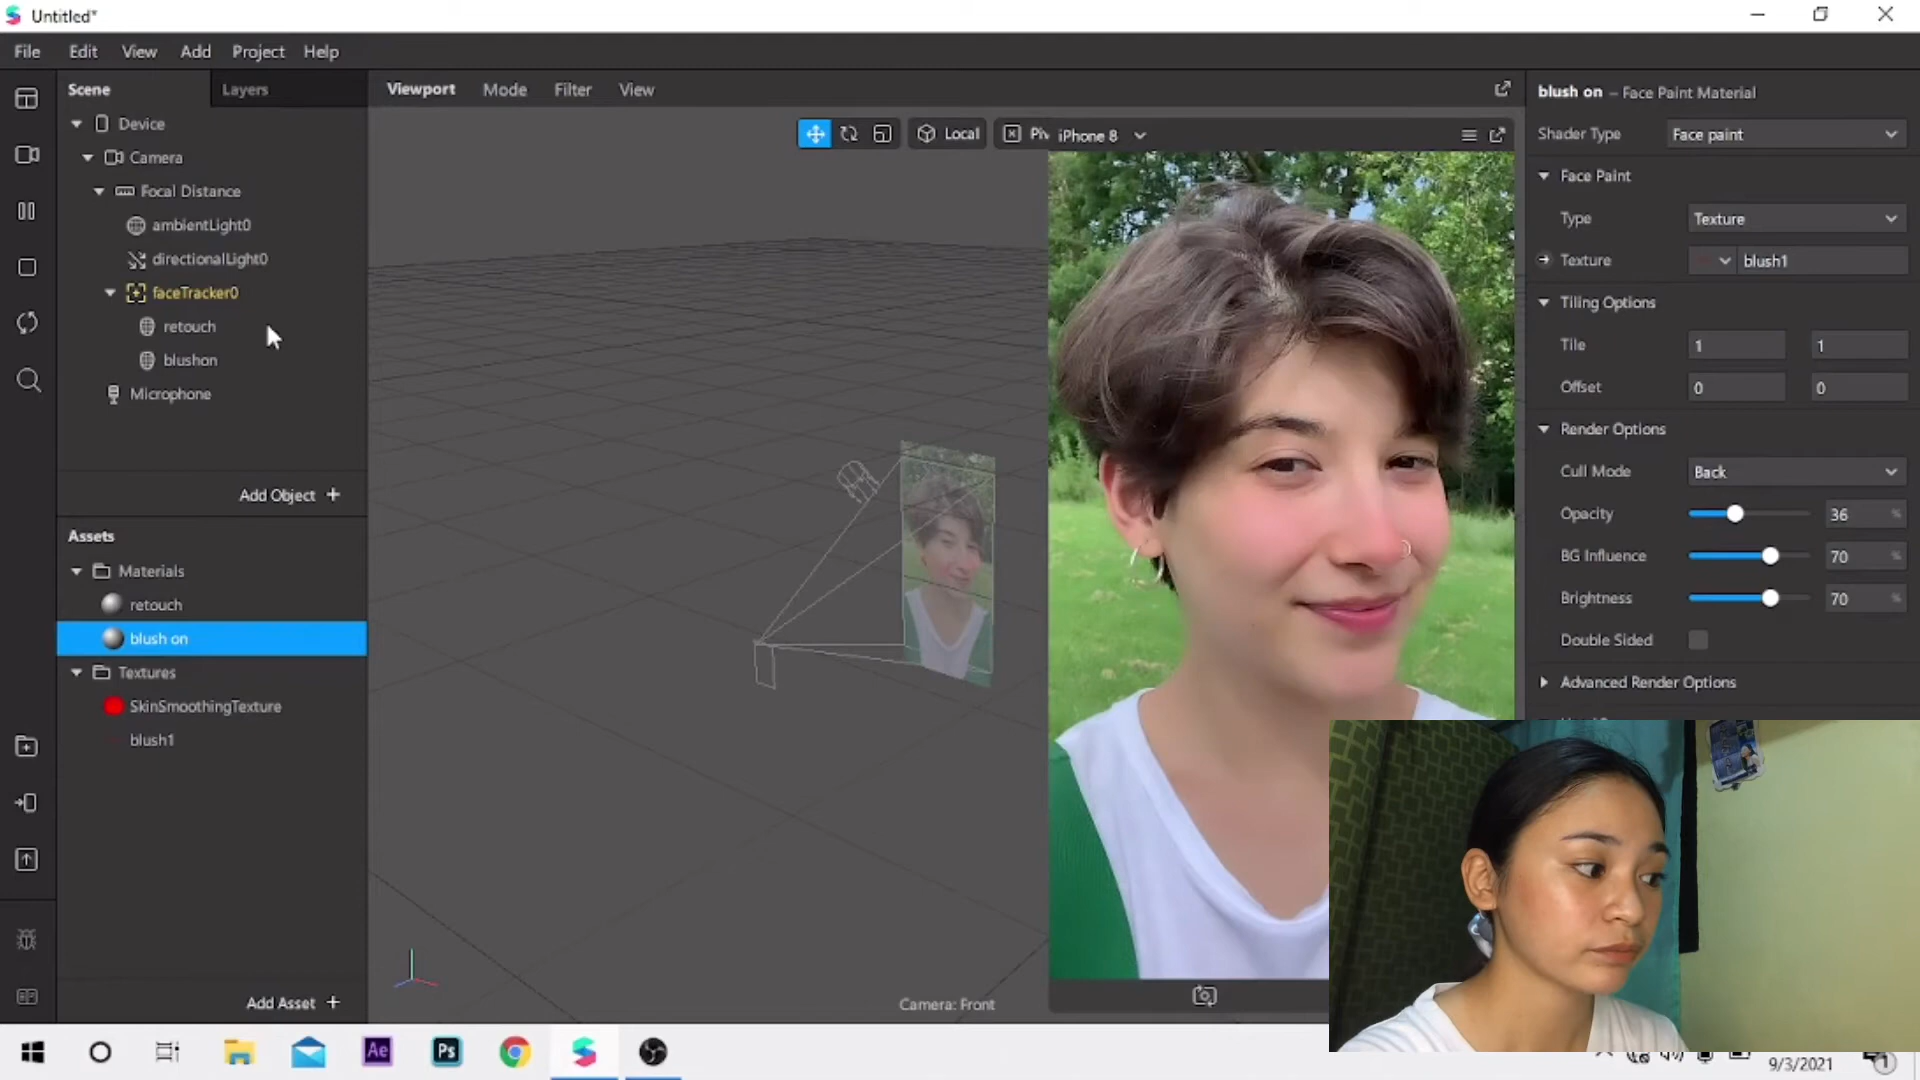 Untitled*
File Edit View Add Project Help
Scene Layers
Device
Camera
Focal Distance
ambientLight0
directionalLight0
faceTracker0
retouch
blushon
Microphone
Add Object +
Assets
Materials
retouch
blush on
Textures
SkinSmoothingTexture
blush1
Add Asset +
Viewport Mode Filter View
Local
iPhone 8
Camera: Front
blush on – Face Paint Material
Shader Type Face paint
Face Paint
Type Texture
Texture blush1
Tiling Options
Tile 1 1
Offset 0 0
Render Options
Cull Mode Back
Opacity 36 %
BG Influence 70 %
Brightness 70 %
Double Sided
Advanced Render Options
Ae
Ps
9/3/2021
1